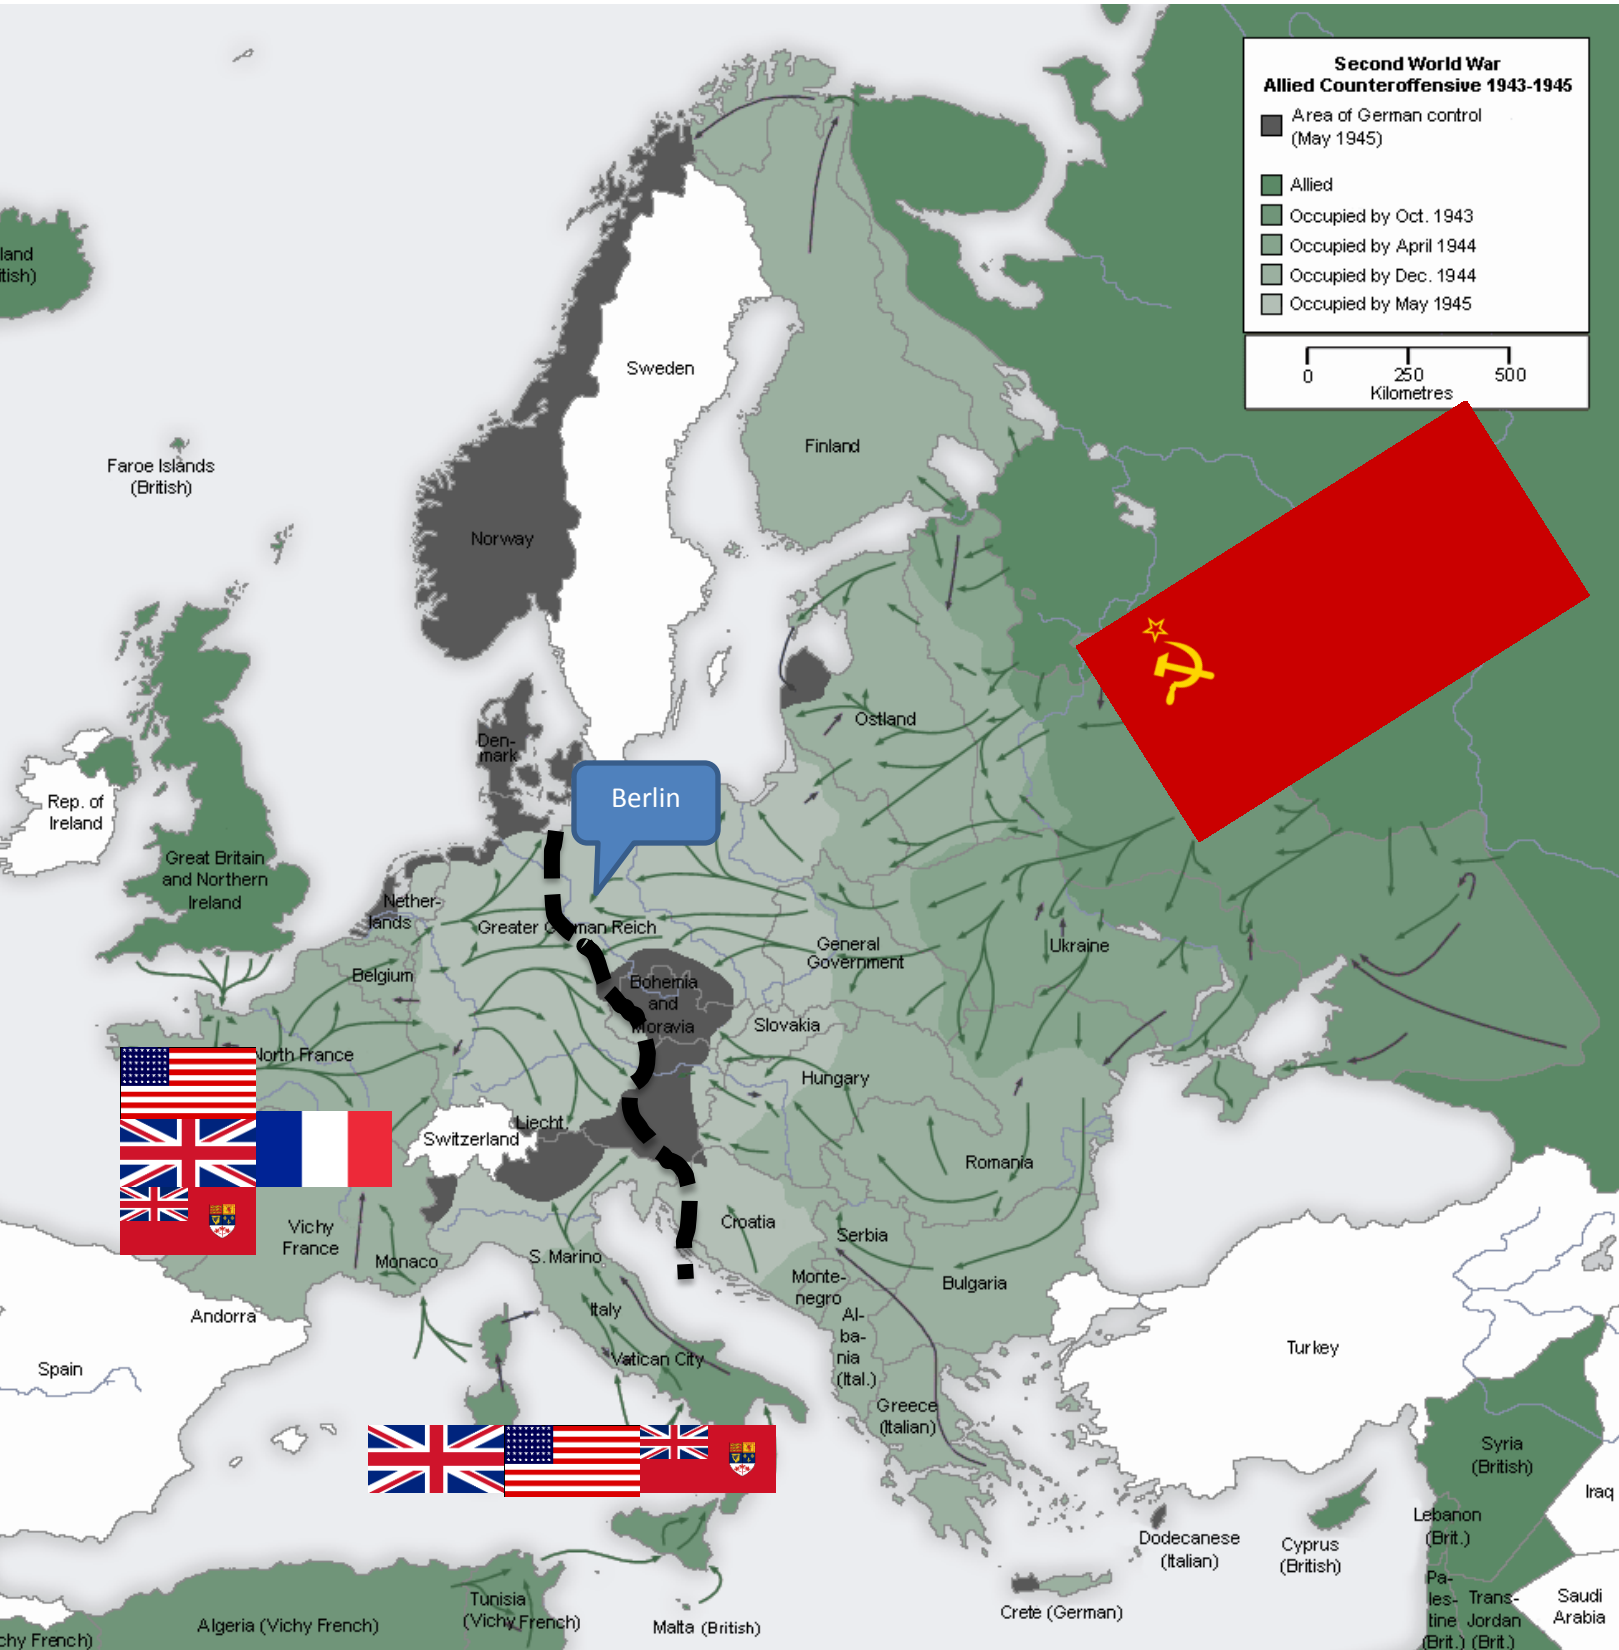 Second World War
Allied Counteroffensive 1943-1945
Area of German control
(May 1945)
Allied
Occupied by Oct. 1943
Occupied by April 1944
Occupied by Dec. 1944
Occupied by May 1945
0 250 500
Kilometres
land
itish)
Sweden
Finland
Faroe Islands
(British)
Norway
Ostland
Den-
mark
Berlin
Rep. of
Ireland
Great Britain
and Northern
Ireland
Nether-
lands
Greater G man Reich
General
Government
Ukraine
Belgium
Bohemia
and
Moravia
Slovakia
North France
Hungary
Liecht.
Switzerland
Romania
Vichy
France
Monaco
S. Marino
Croatia
Serbia
Bulgaria
Monte-
negro
Andorra
Italy
Al-
ba-
nia
(Ital.)
Vatican City
Spain
Turkey
Greece
(Italian)
Syria
(British)
Iraq
Lebanon
(Brit.)
Dodecanese
(Italian)
Cyprus
(British)
Pa-
les-
tine
(Brit.)
Trans-
Jordan
(Brit.)
Saudi
Arabia
Crete (German)
Tunisia
(Vichy French)
Algeria (Vichy French)
Malta (British)
chy French)